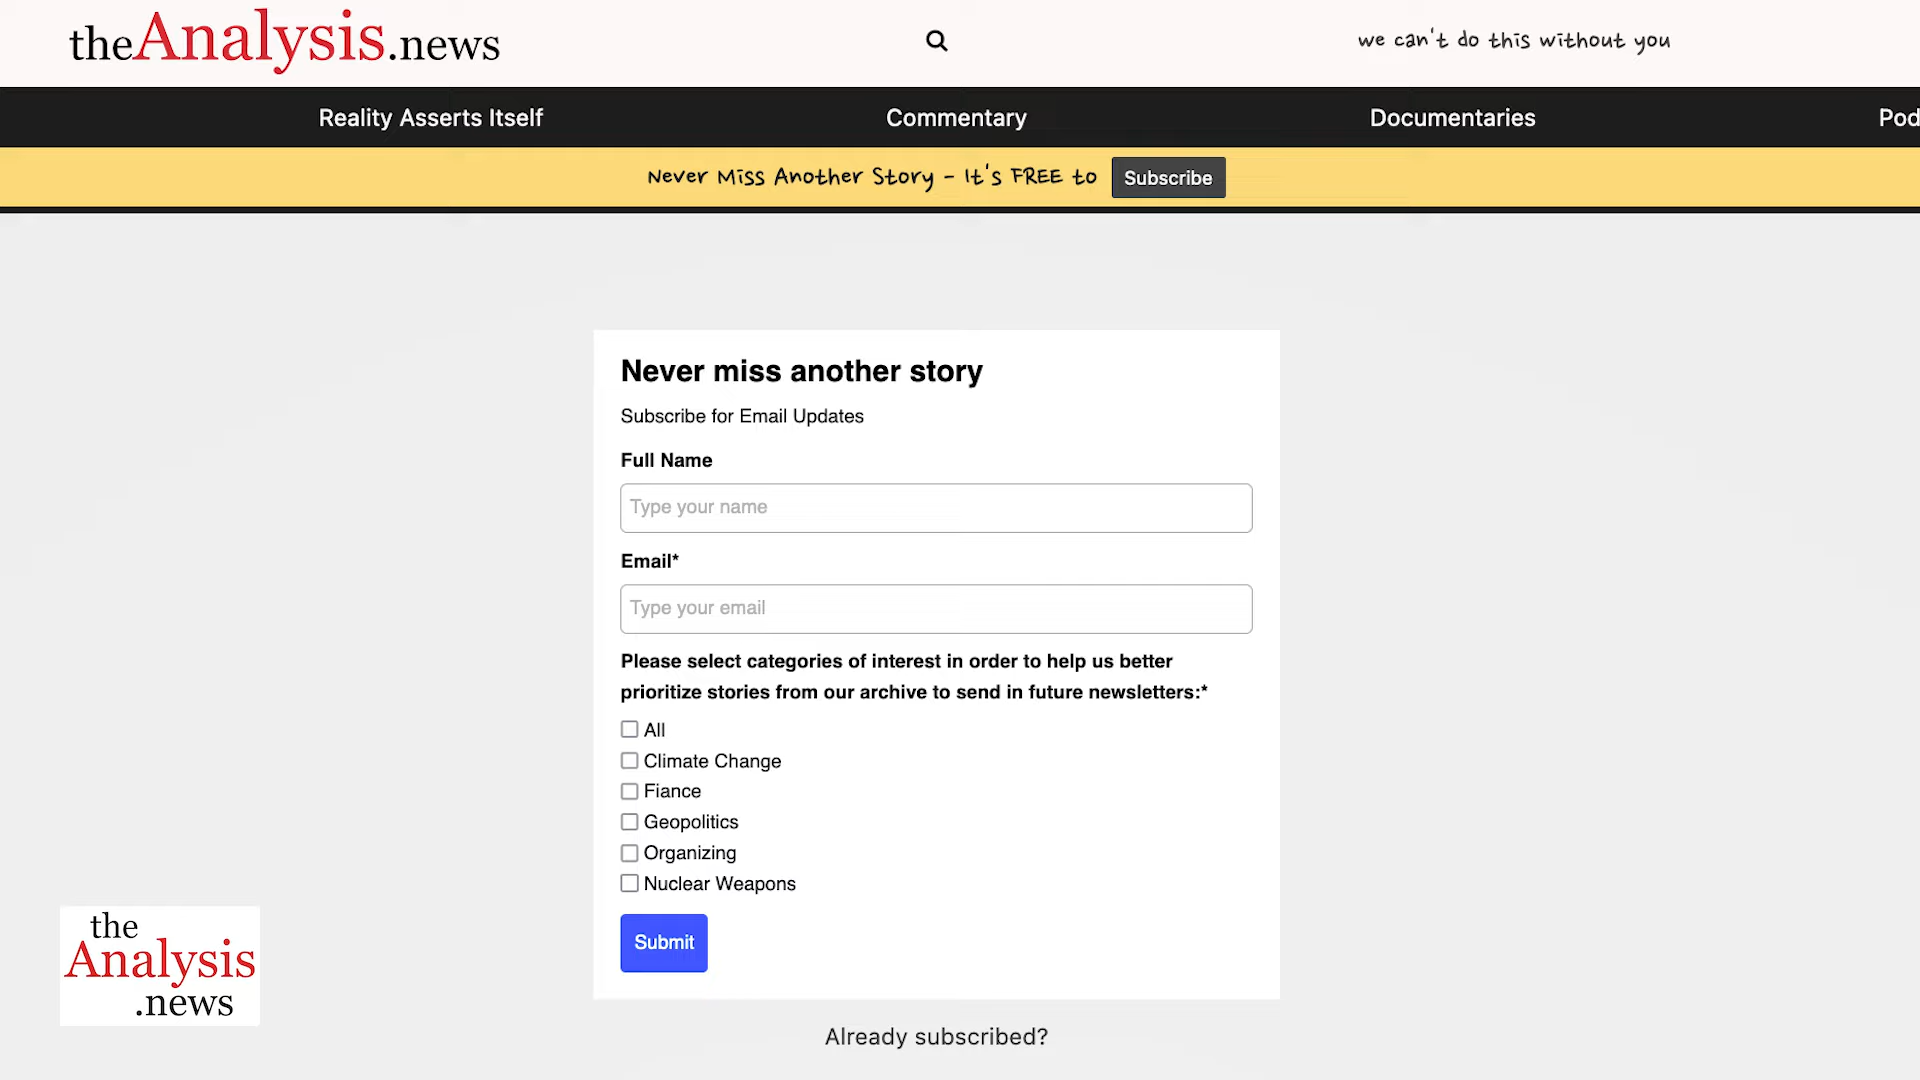 theAnalysis.news
we can't do this without you
Reality Asserts Itself
Commentary
Documentaries
Pod
Never Miss Another Story - It's FREE to
Subscribe
Never miss another story
Subscribe for Email Updates
Full Name
Type your name
Email*
Type your email
Please select categories of interest in order to help us better
prioritize stories from our archive to send in future newsletters:*
All
Climate Change
Fiance
Geopolitics
Organizing
Nuclear Weapons
Submit
the
Analysis
.news
Already subscribed?